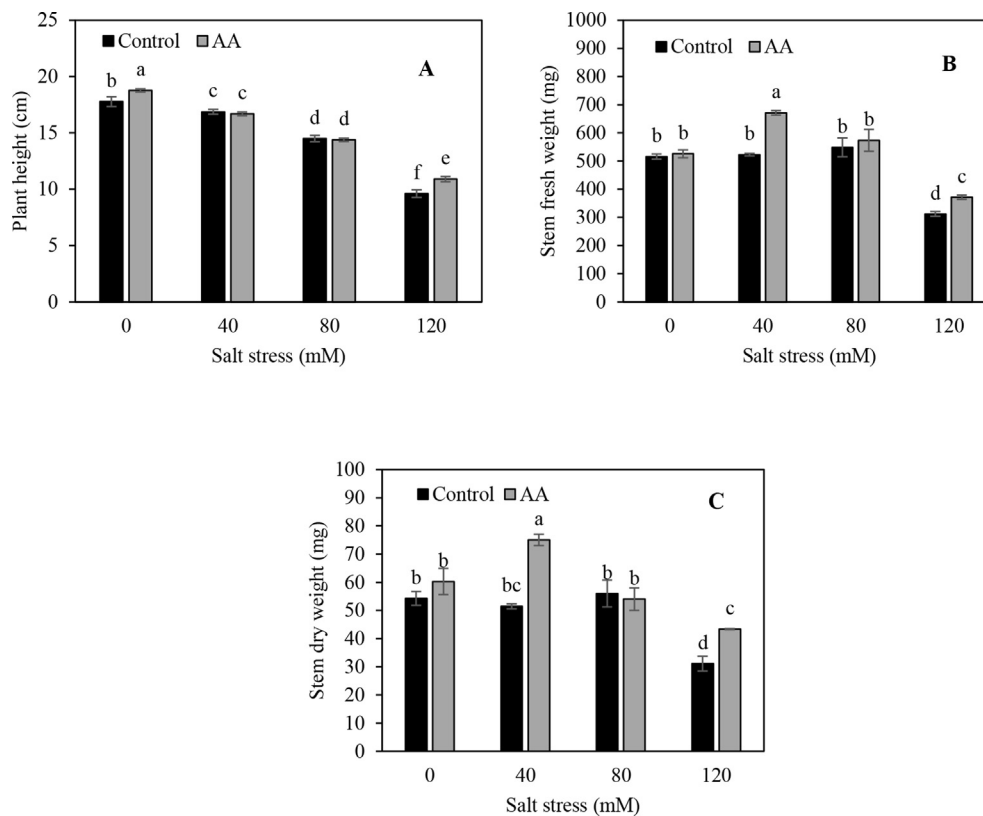 Control AA
A
Plant height (cm)
25
20
15
10
5
0
b a c c d d f e
0 40 80 120
Salt stress (mM)
Control AA
B
Stem fresh weight (mg)
1000
900
800
700
600
500
400
300
200
100
0
b b b a b b d c
0 40 80 120
Salt stress (mM)
Control AA
C
Stem dry weight (mg)
100
90
80
70
60
50
40
30
20
10
0
b b bc a b b d c
0 40 80 120
Salt stress (mM)